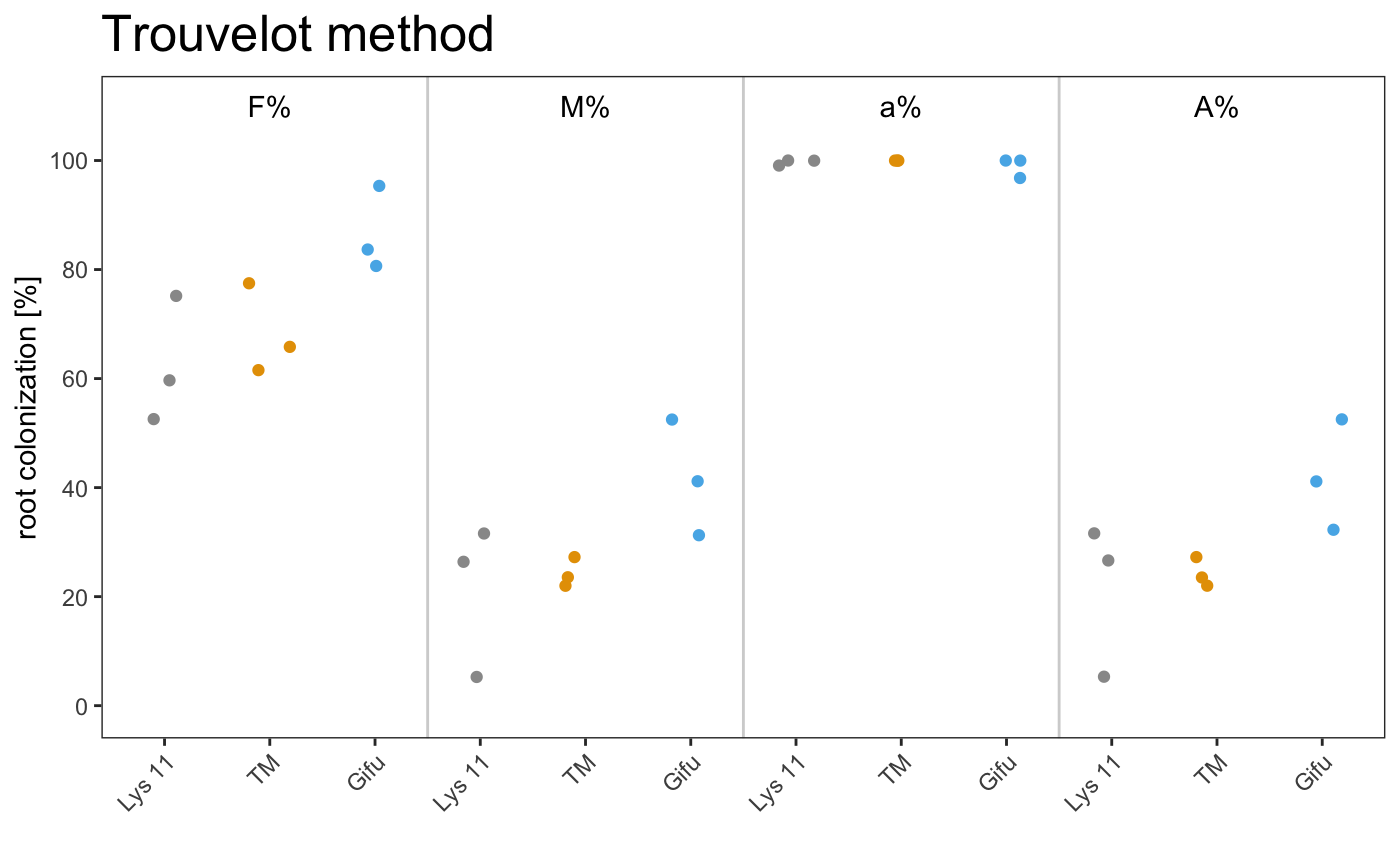 Trouvelot method
F% M% a% A%
root colonization [%]
100
80
60
40
20
0
Lys 11 TM Gifu Lys 11 TM Gifu Lys 11 TM Gifu Lys 11 TM Gifu